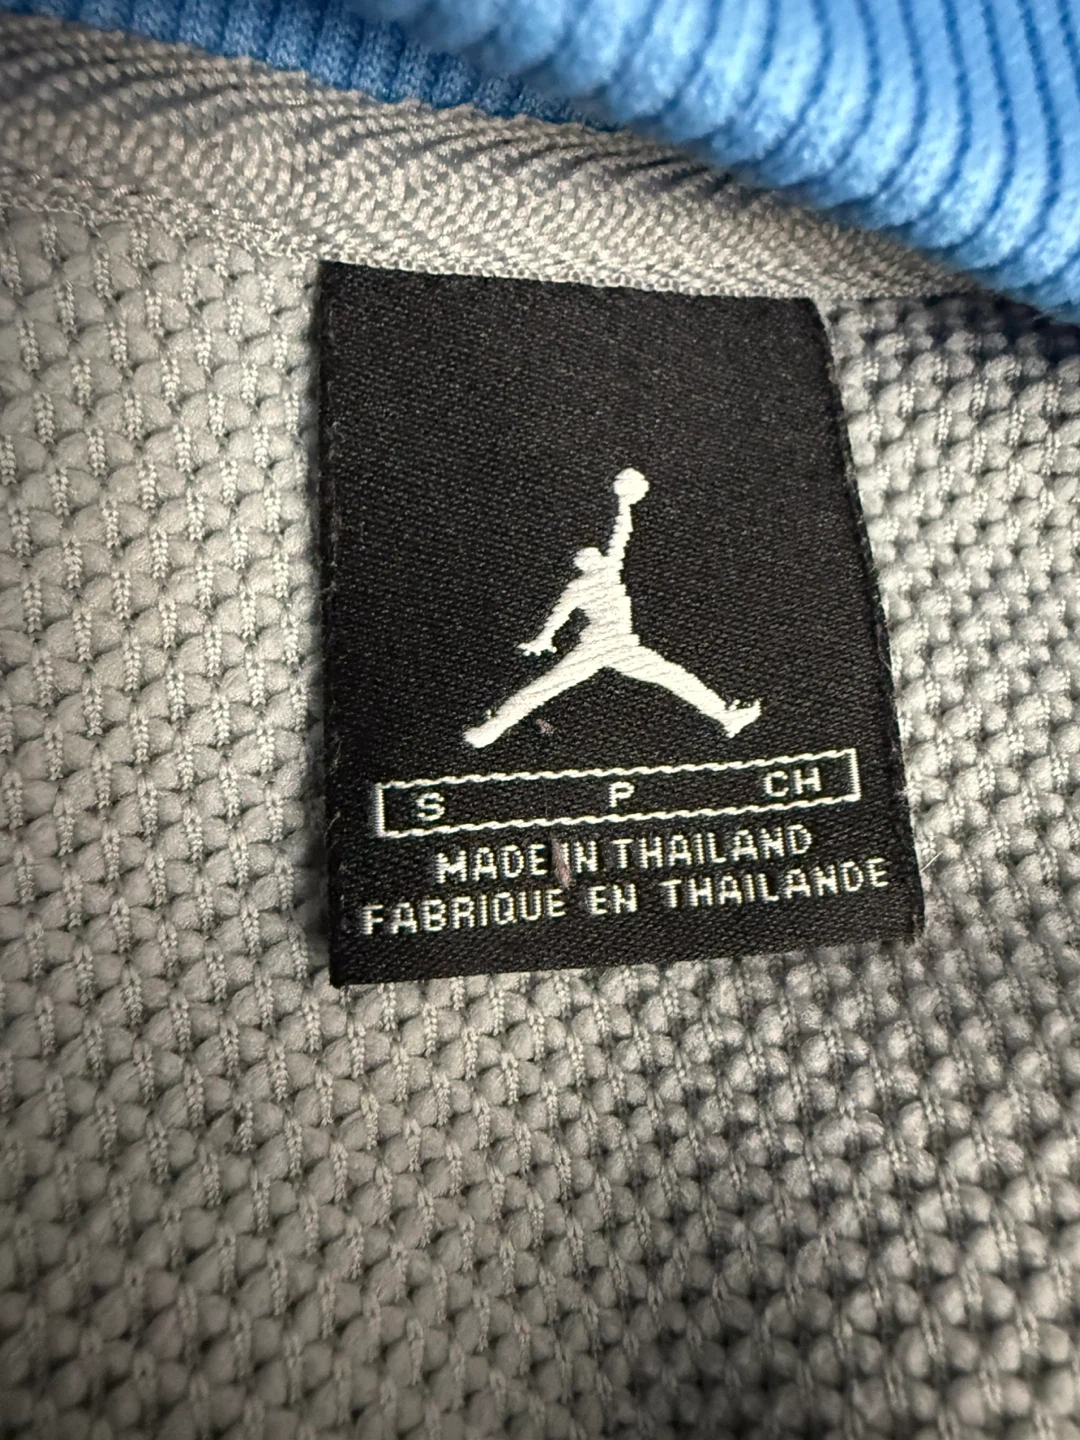 S P CH
MADE IN THAILAND
FABRIQUE EN THAILANDE